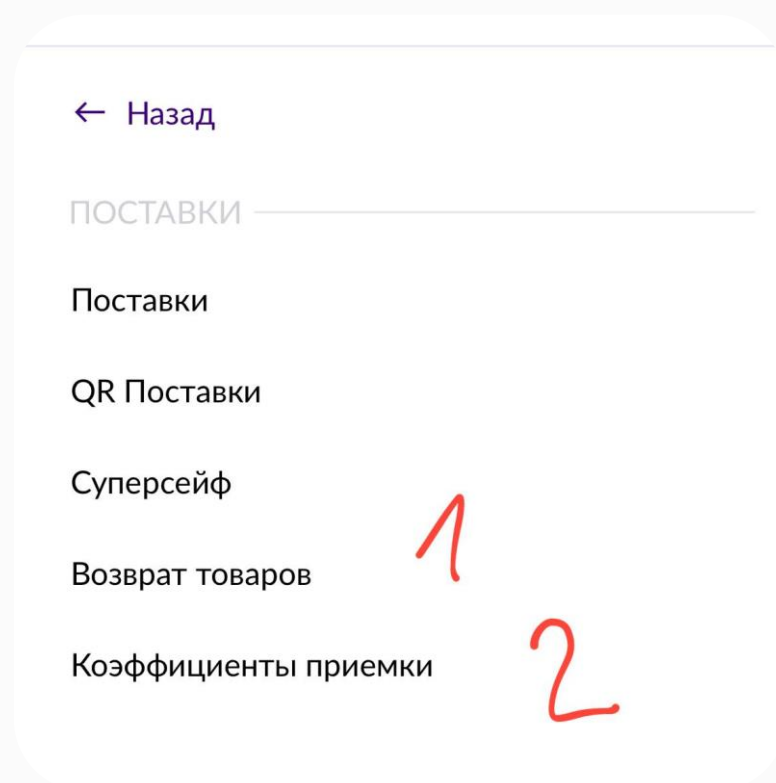 ← Назад
ПОСТАВКИ
Поставки
QR Поставки
Суперсейф
1
Возврат товаров
2
Коэффициенты приемки